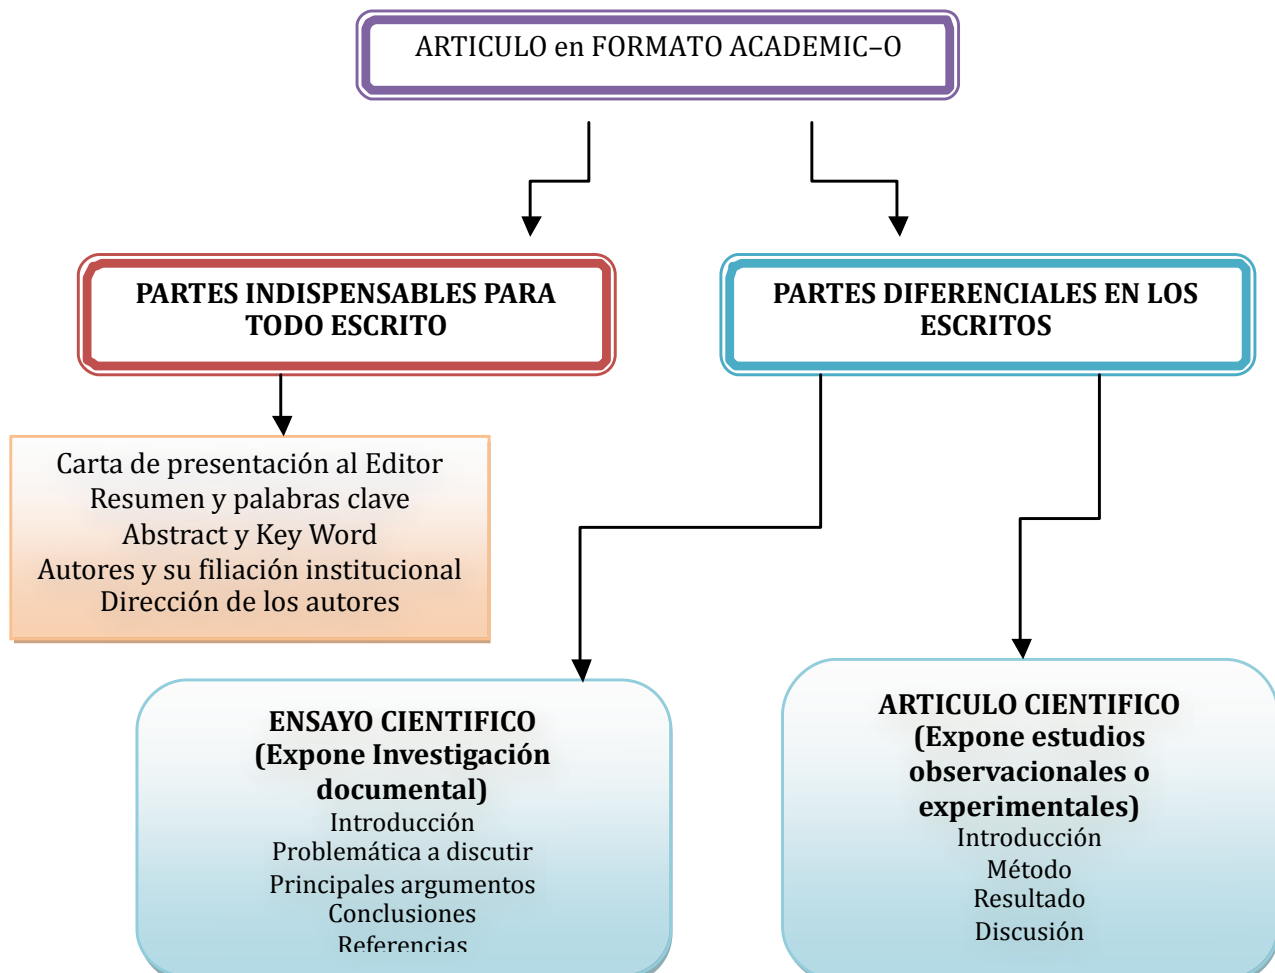 ARTICULO en FORMATO ACADEMIC–O
PARTES INDISPENSABLES PARA
TODO ESCRITO
PARTES DIFERENCIALES EN LOS
ESCRITOS
Carta de presentación al Editor
Resumen y palabras clave
Abstract y Key Word
Autores y su filiación institucional
Dirección de los autores
ENSAYO CIENTIFICO
(Expone Investigación
documental)
Introducción
Problemática a discutir
Principales argumentos
Conclusiones
Referencias
ARTICULO CIENTIFICO
(Expone estudios
observacionales o
experimentales)
Introducción
Método
Resultado
Discusión